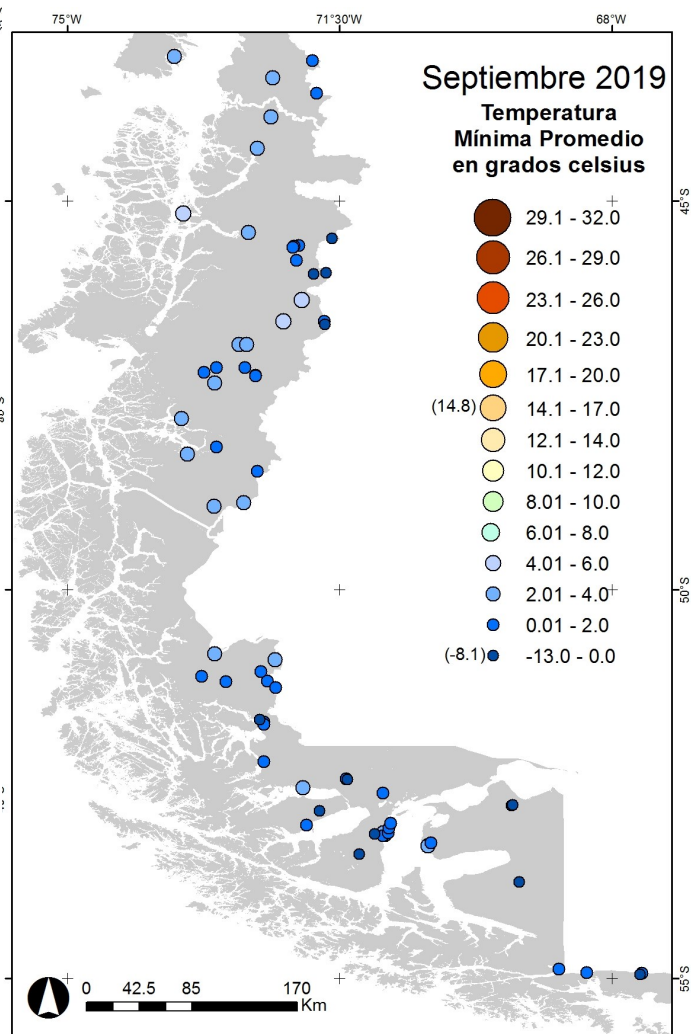 75°W 71°30'W 68°W
Septiembre 2019
Temperatura
Mínima Promedio
en grados celsius
45°S
29.1 - 32.0
26.1 - 29.0
23.1 - 26.0
20.1 - 23.0
17.1 - 20.0
(14.8) 14.1 - 17.0
12.1 - 14.0
10.1 - 12.0
8.01 - 10.0
6.01 - 8.0
4.01 - 6.0
2.01 - 4.0
0.01 - 2.0
(-8.1) -13.0 - 0.0
50°S
55°S
0 42.5 85 170
Km